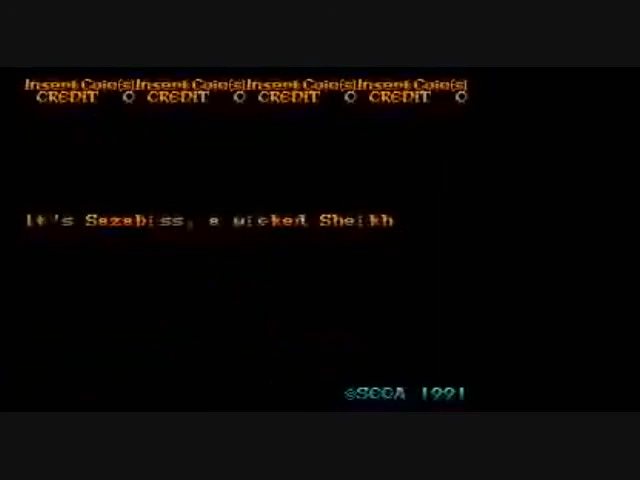 Insert Coin(s) Insert Coin(s) Insert Coin(s) Insert Coin(s)
CREDIT 0 CREDIT 0 CREDIT 0 CREDIT 0
It's Sazabiss, a wicked Sheikh
©SEGA 1991